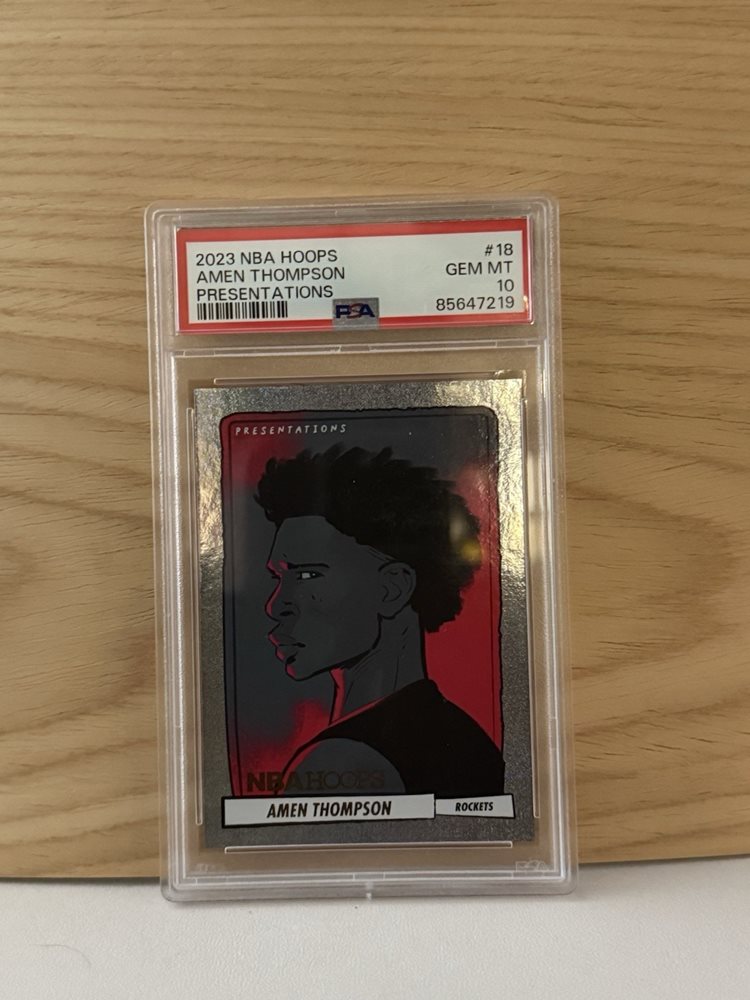 2023 NBA HOOPS #18
AMEN THOMPSON GEM MT
PRESENTATIONS 10
PSA 85647219
PRESENTATIONS
NBA HOOPS
AMEN THOMPSON ROCKETS